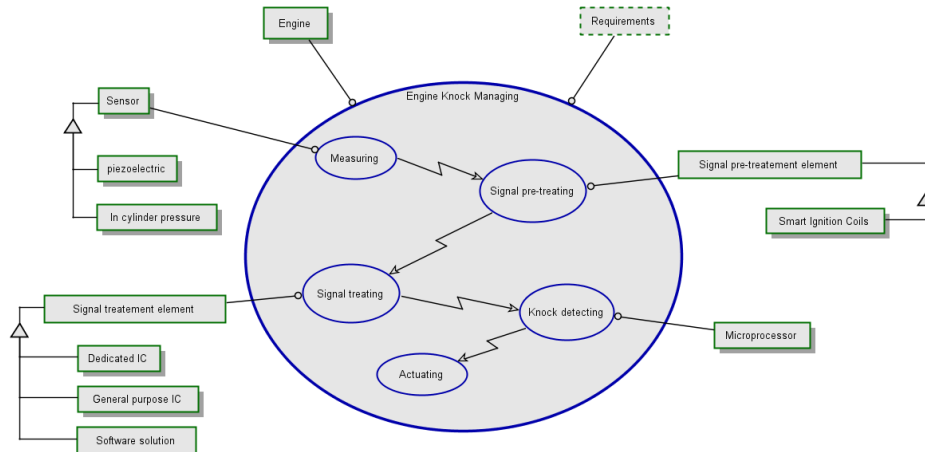 Engine
Requirements
Engine Knock Managing
Sensor
Measuring
piezoelectric
Signal pre-treatement element
Signal pre-treating
In cylinder pressure
Smart Ignition Coils
Signal treating
Signal treatement element
Knock detecting
Microprocessor
Dedicated IC
Actuating
General purpose IC
Software solution